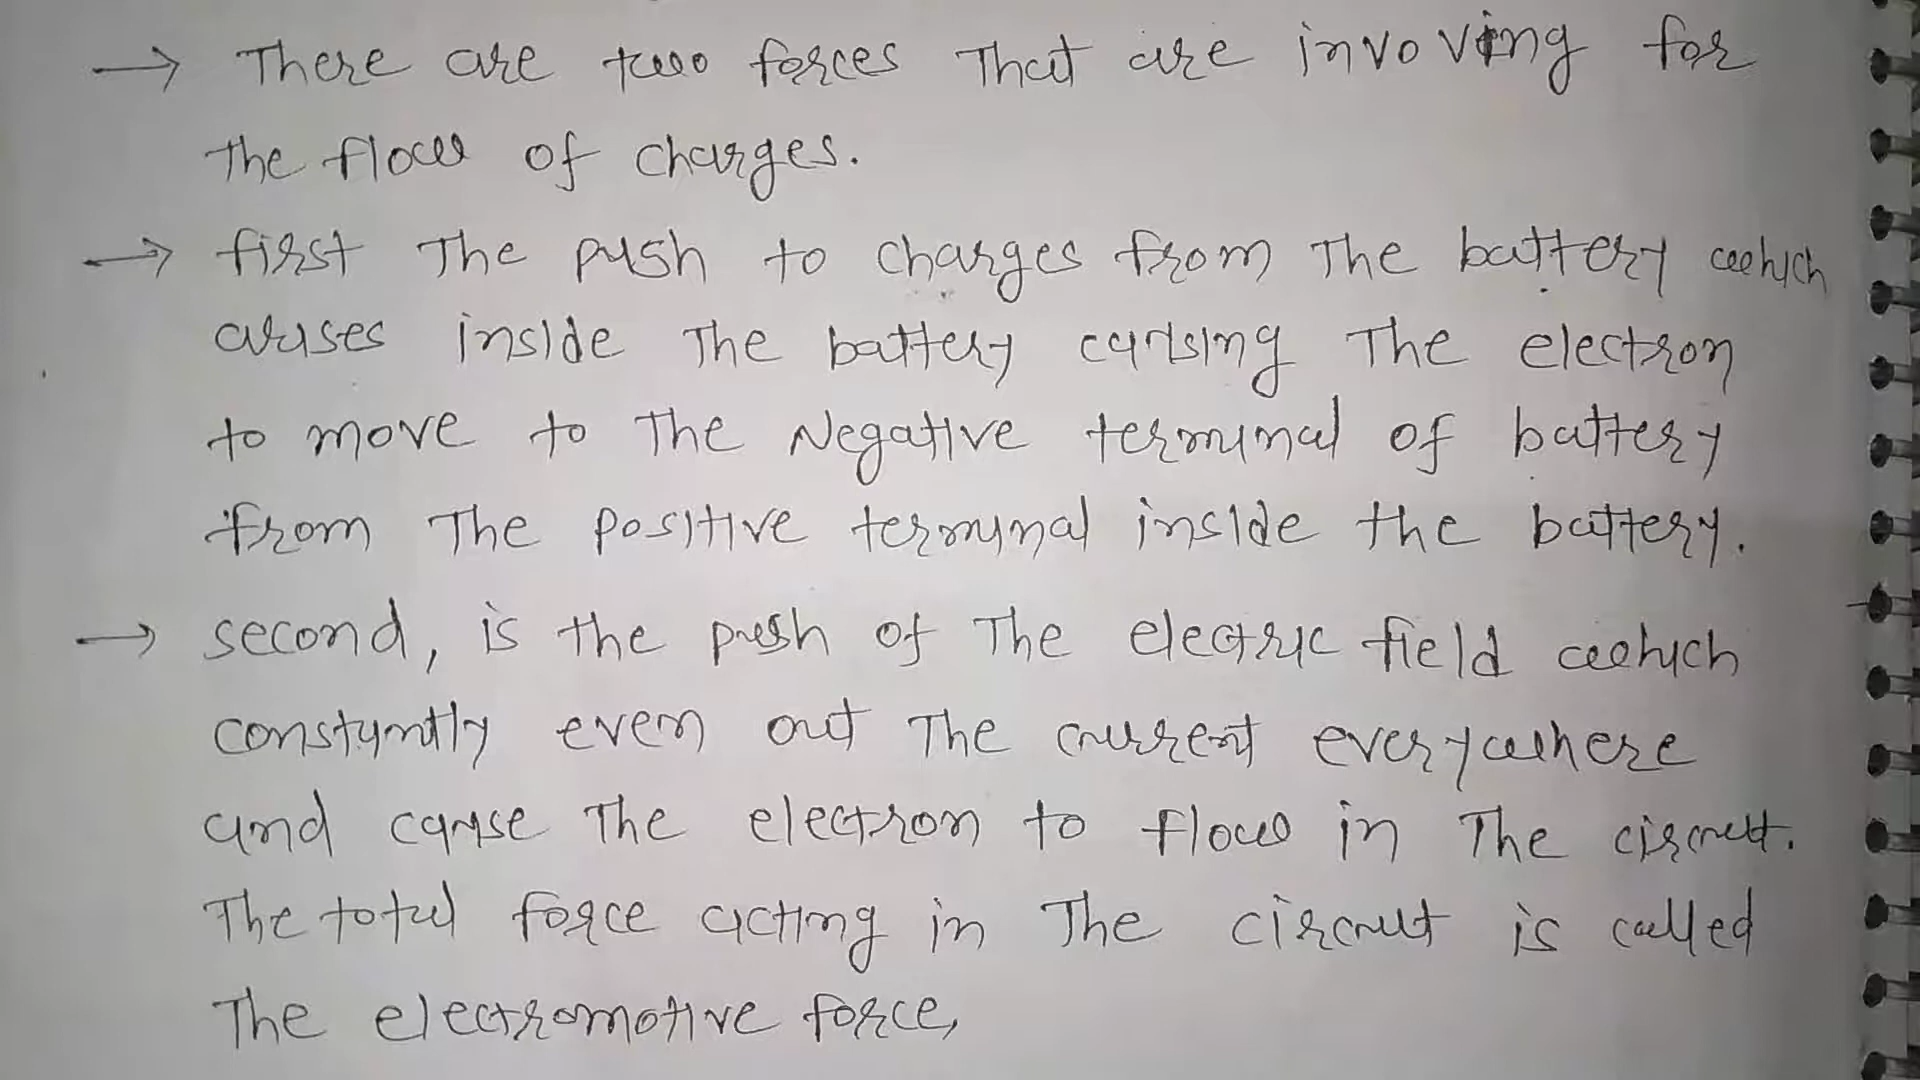 → There are two forces that are invoving for
the flow of charges.
→ first the push to charges from the battery which
arises inside the battery causing the electron
to move to the Negative terminal of battery
from the positive terminal inside the battery.
→ second, is the push of the electric field which
constantly even out the current everywhere
and cause the electron to flow in the circuit.
The total force acting in the circuit is called
the electromotive force,